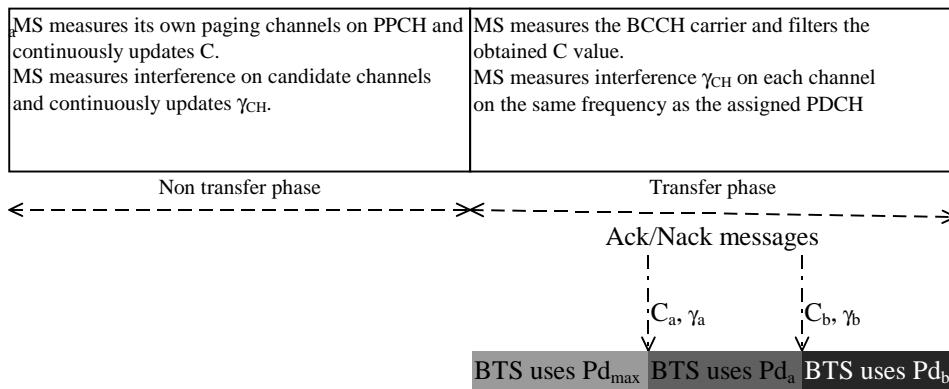 aMS measures its own paging channels on PPCH and
continuously updates C.
MS measures interference on candidate channels
and continuously updates γCH.
MS measures the BCCH carrier and filters the
obtained C value.
MS measures interference γCH on each channel
on the same frequency as the assigned PDCH
Non transfer phase
Transfer phase
Ack/Nack messages
Ca, γa
Cb, γb
BTS uses Pdmax
BTS uses Pda
BTS uses Pdb